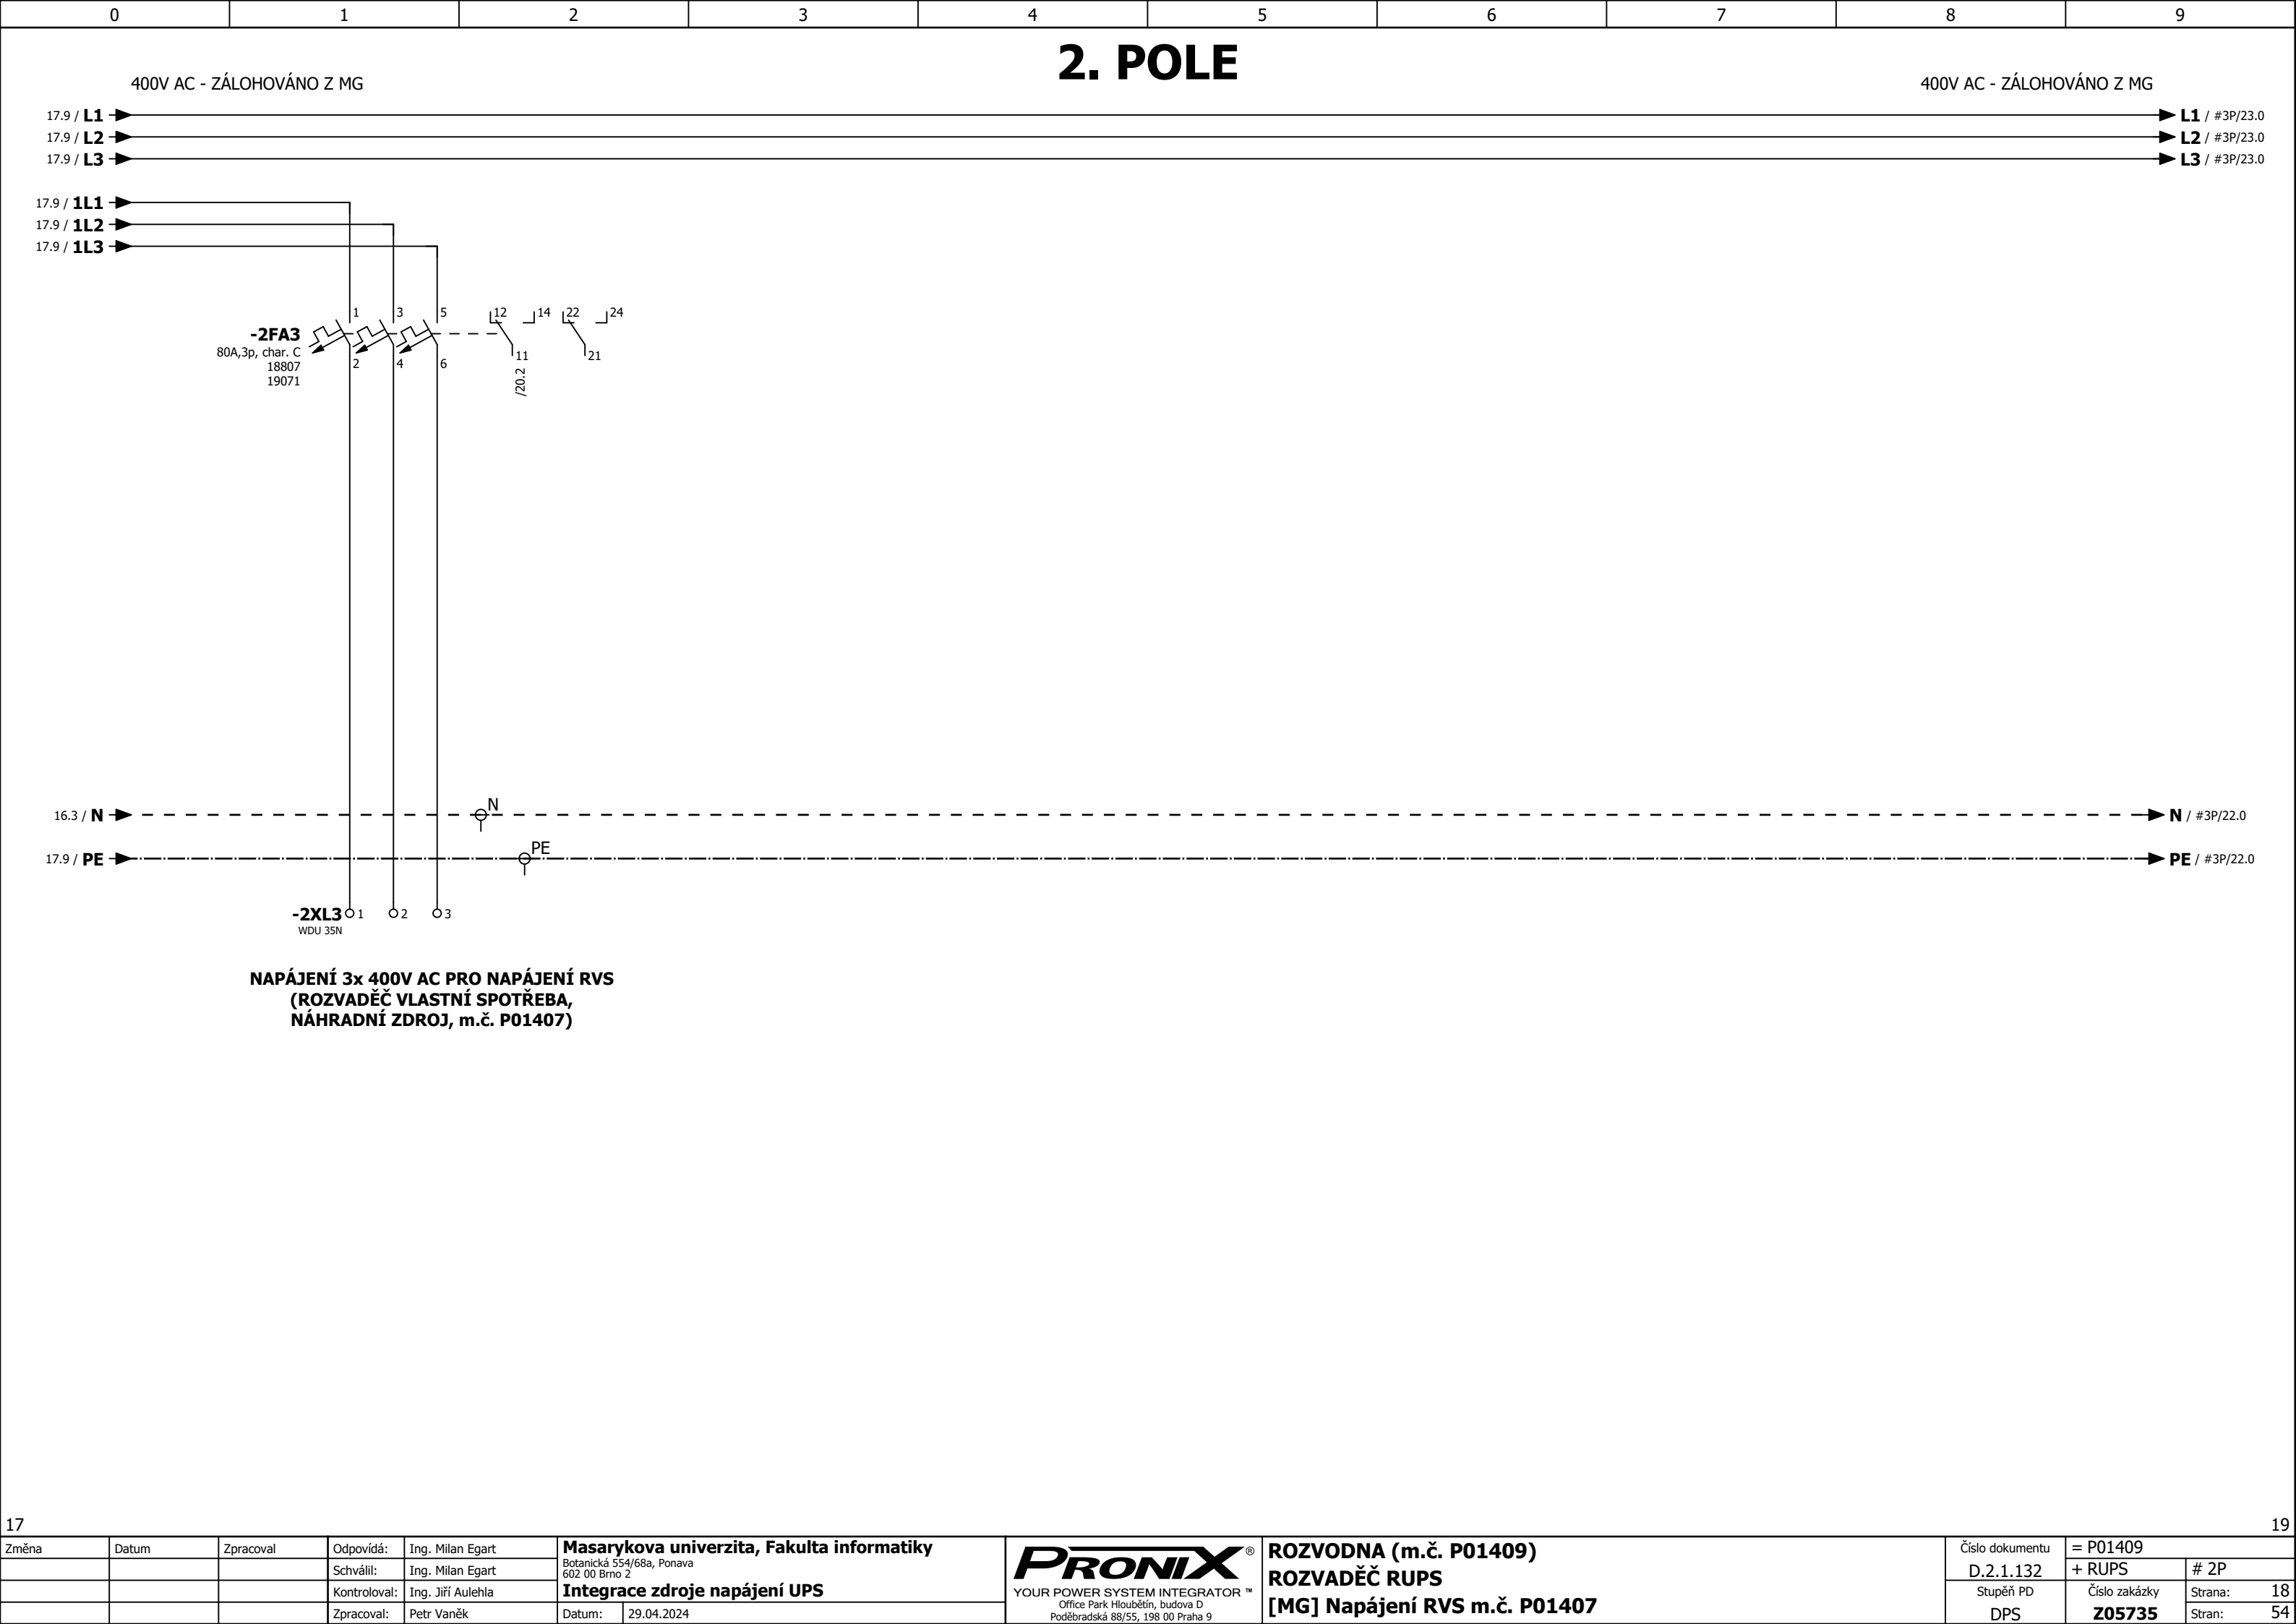 0 1 2 3 4 5 6 7 8 9
2. POLE
400V AC - ZÁLOHOVÁNO Z MG 400V AC - ZÁLOHOVÁNO Z MG
17.9 / L1 L1 / #3P/23.0
17.9 / L2 L2 / #3P/23.0
17.9 / L3 L3 / #3P/23.0
17.9 / 1L1
17.9 / 1L2
17.9 / 1L3
1 3 5 12 14 22 24
-2FA3
80A,3p, char. C
18807
19071
2 4 6 11 21
/20.2
N
16.3 / N N / #3P/22.0
PE
17.9 / PE PE / #3P/22.0
-2XL3 1 2 3
WDU 35N
NAPÁJENÍ 3x 400V AC PRO NAPÁJENÍ RVS
(ROZVADĚČ VLASTNÍ SPOTŘEBA,
NÁHRADNÍ ZDROJ, m.č. P01407)
17 19
Změna Datum Zpracoval
Odpovídá: Ing. Milan Egart
Schválil: Ing. Milan Egart
Kontroloval: Ing. Jiří Aulehla
Zpracoval: Petr Vaněk
Masarykova univerzita, Fakulta informatiky
Botanická 554/68a, Ponava
602 00 Brno 2
Integrace zdroje napájení UPS
Datum: 29.04.2024
PRONIX ®
YOUR POWER SYSTEM INTEGRATOR ™
Office Park Hloubětín, budova D
Poděbradská 88/55, 198 00 Praha 9
ROZVODNA (m.č. P01409)
ROZVADĚČ RUPS
[MG] Napájení RVS m.č. P01407
Číslo dokumentu
D.2.1.132
Stupěň PD
DPS
= P01409
+ RUPS # 2P
Číslo zakázky
Z05735
Strana: 18
Stran: 54